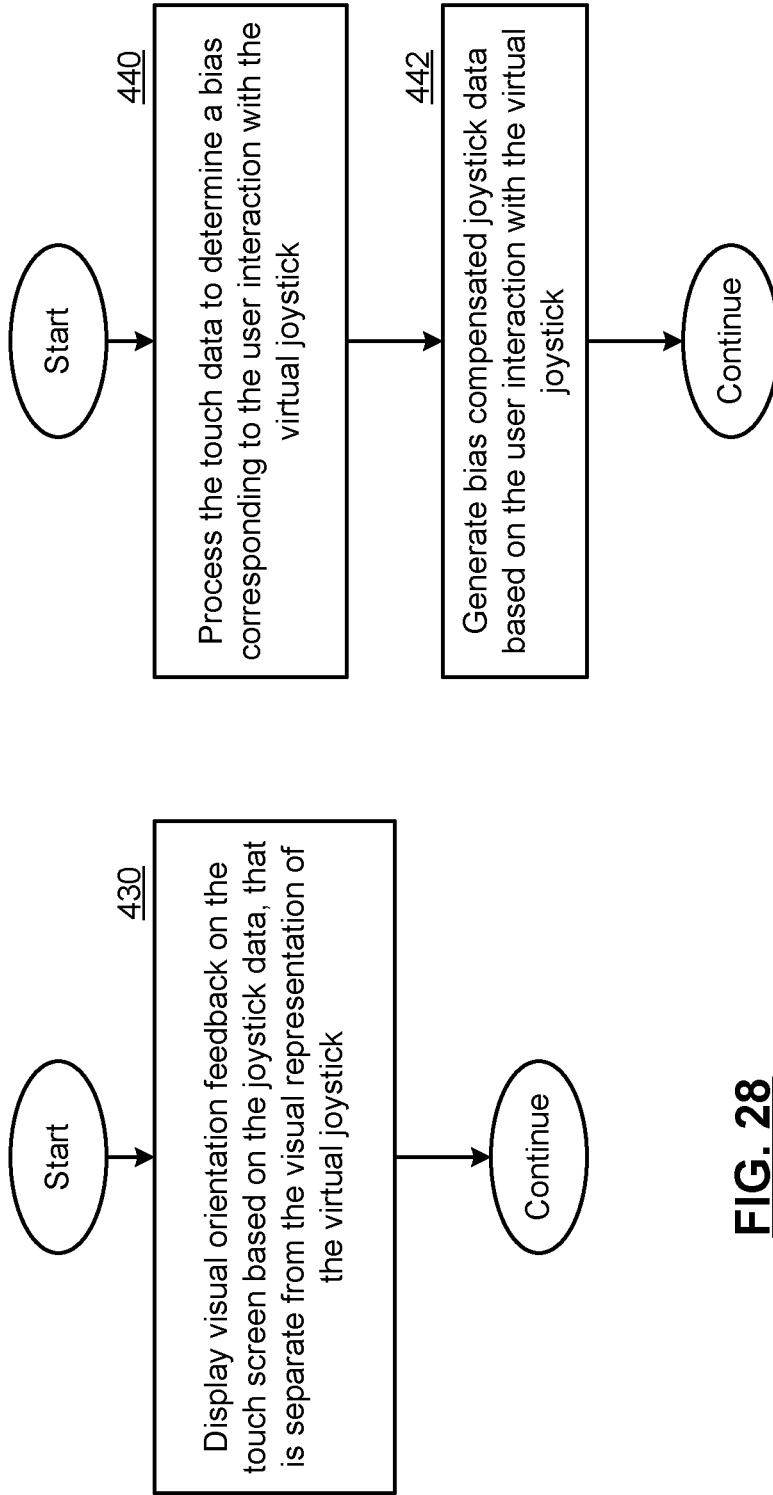 Start
430
Display visual orientation feedback on the
touch screen based on the joystick data, that
is separate from the visual representation of
the virtual joystick
Continue
FIG. 28
Start
440
Process the touch data to determine a bias
corresponding to the user interaction with the
virtual joystick
442
Generate bias compensated joystick data
based on the user interaction with the virtual
joystick
Continue